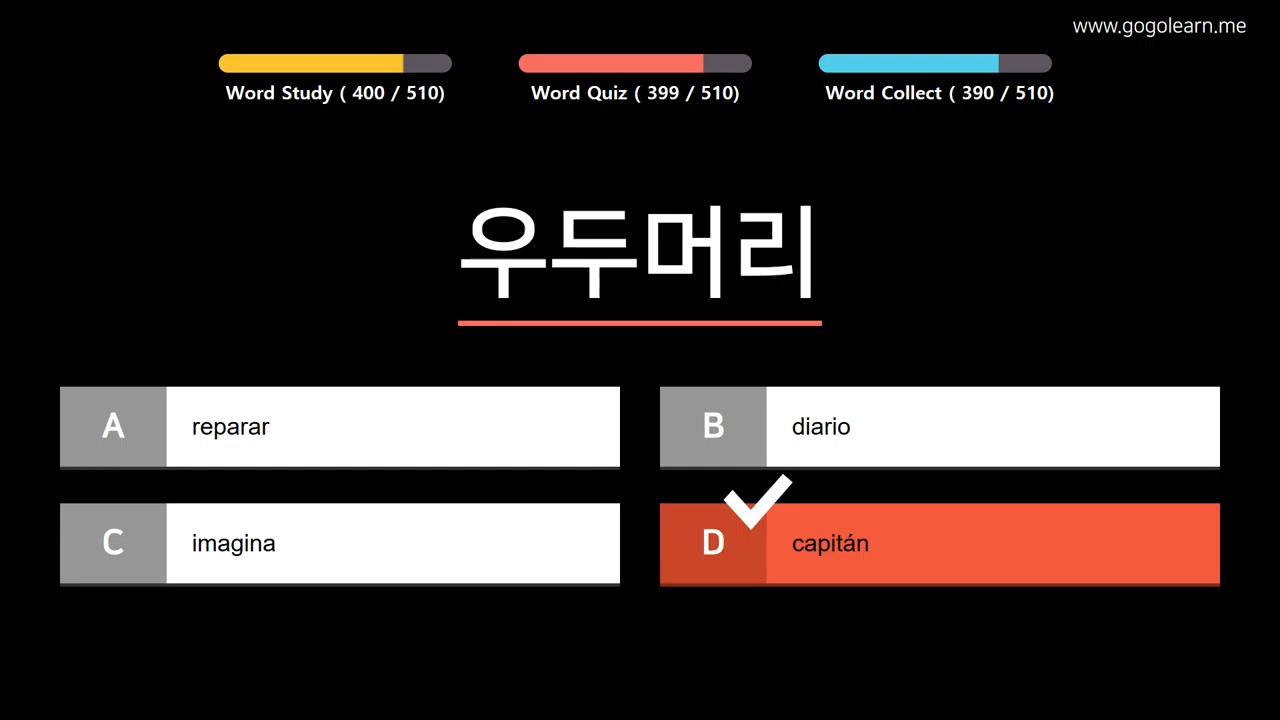 www.gogolearn.me
Word Study ( 400 / 510)
Word Quiz ( 399 / 510)
Word Collect ( 390 / 510)
우두머리
A reparar
B diario
C imagina
D capitán